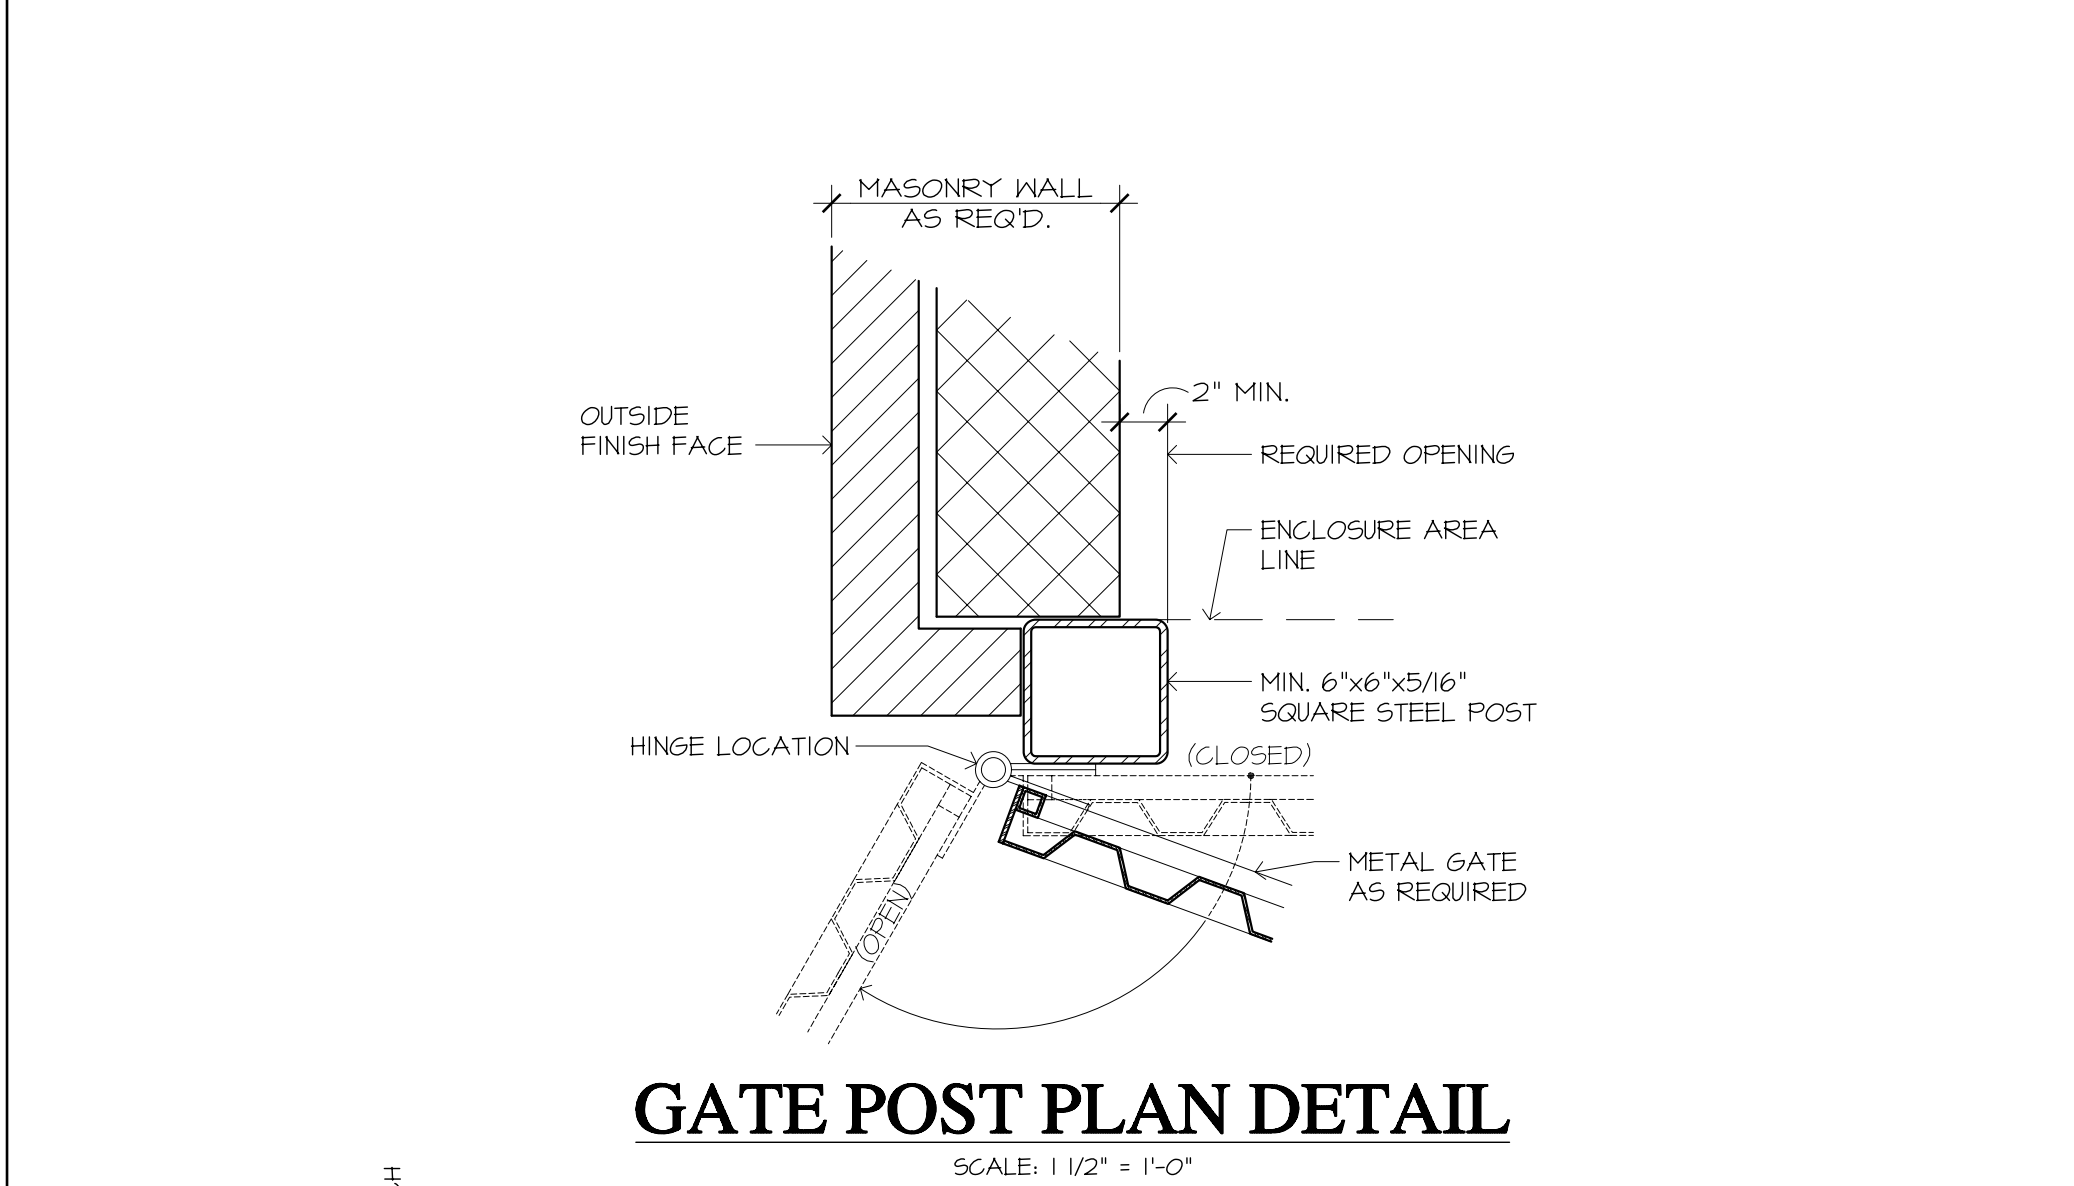 MASONRY WALL
AS REQ'D.
2" MIN.
OUTSIDE
FINISH FACE
REQUIRED OPENING
ENCLOSURE AREA
LINE
MIN. 6"x6"x5/16"
SQUARE STEEL POST
HINGE LOCATION
(CLOSED)
METAL GATE
AS REQUIRED
(OPEN)
GATE POST PLAN DETAIL
SCALE: 1 1/2" = 1'-0"